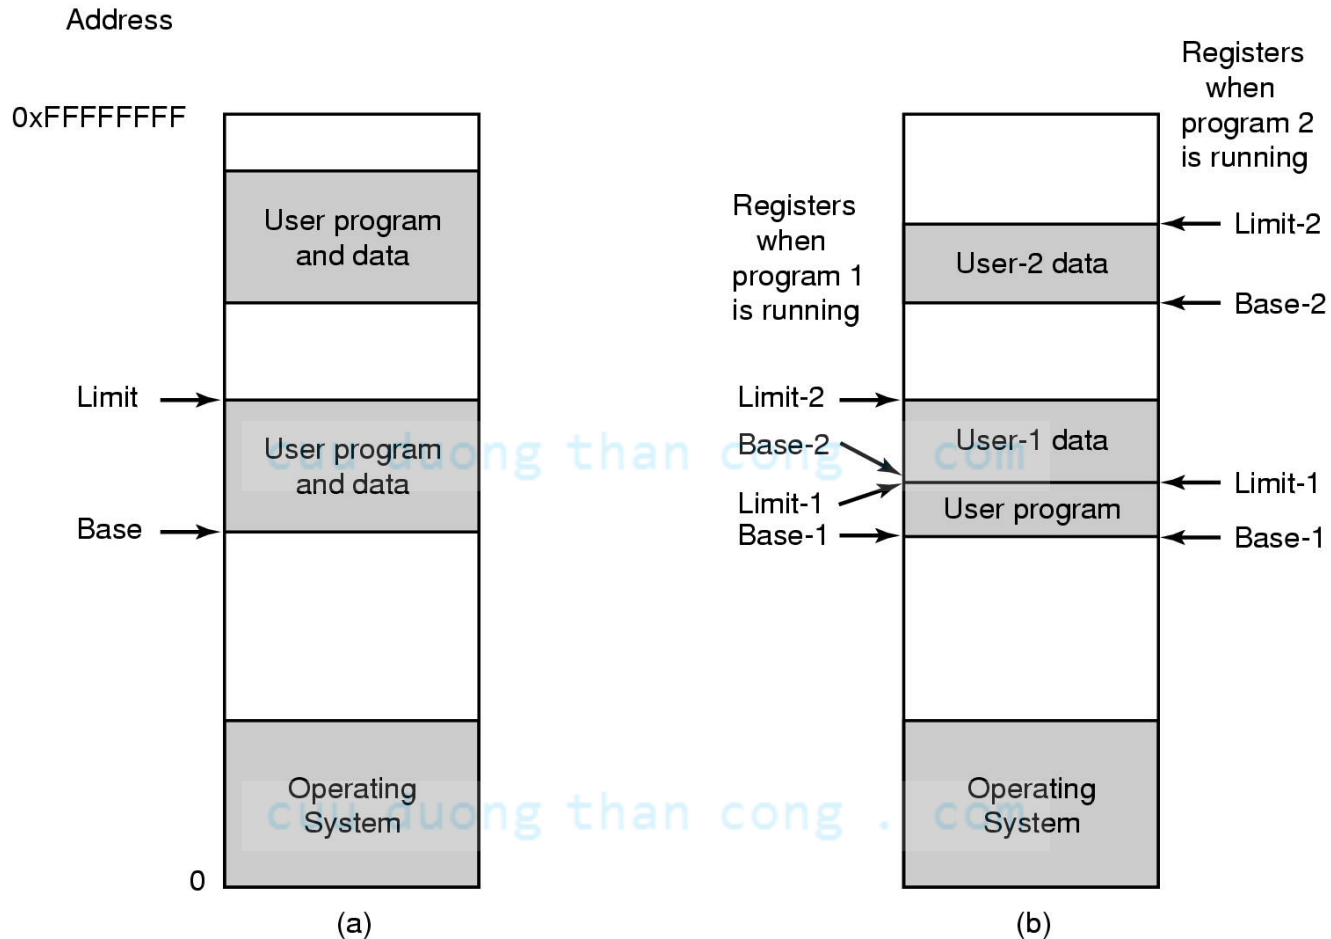 Address
0xFFFFFFFF
User program
and data
Limit
User program
and data
Base
Operating
System
0
(a)
Registers
when
program 1
is running
Limit-2
Base-2
Limit-1
Base-1
User-2 data
User-1 data
User program
Operating
System
(b)
Registers
when
program 2
is running
Limit-2
Base-2
Limit-1
Base-1
cuu duong than cong . com
cuu duong than cong . com